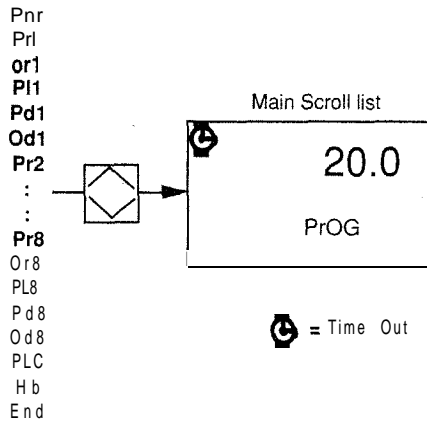 Pnr
Prl
or1
Pl1
Pd1
Od1
Pr2
:
:
Pr8
Or8
PL8
Pd8
Od8
PLC
Hb
End
Main Scroll list
20.0
PrOG
= Time Out